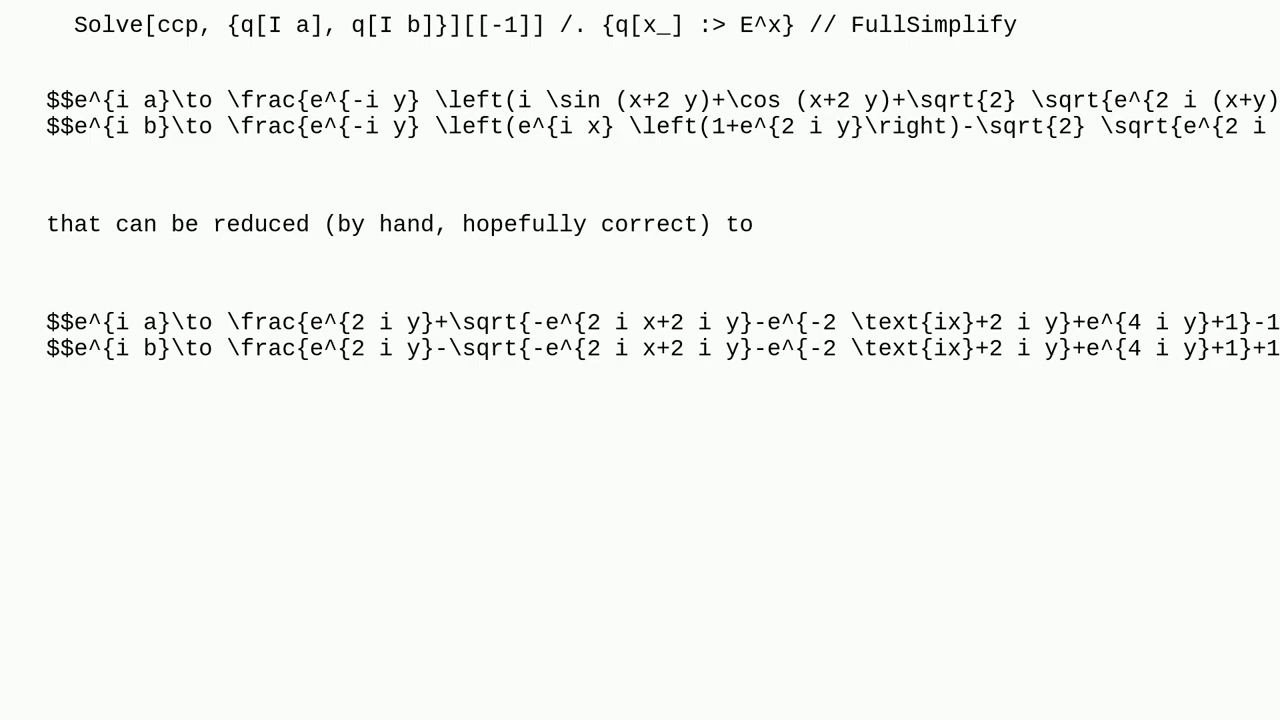 Solve[ccp, {q[I a], q[I b]}][[-1]] /. {q[x_] :> E^x} // FullSimplify
$$e^{i a}\to \frac{e^{-i y} \left(i \sin (x+2 y)+\cos (x+2 y)+\sqrt{2} \sqrt{e^{2 i (x+y)
$$e^{i b}\to \frac{e^{-i y} \left(e^{i x} \left(1+e^{2 i y}\right)-\sqrt{2} \sqrt{e^{2 i
that can be reduced (by hand, hopefully correct) to
$$e^{i a}\to \frac{e^{2 i y}+\sqrt{-e^{2 i x+2 i y}-e^{-2 \text{ix}+2 i y}+e^{4 i y}+1}-1
$$e^{i b}\to \frac{e^{2 i y}-\sqrt{-e^{2 i x+2 i y}-e^{-2 \text{ix}+2 i y}+e^{4 i y}+1}+1